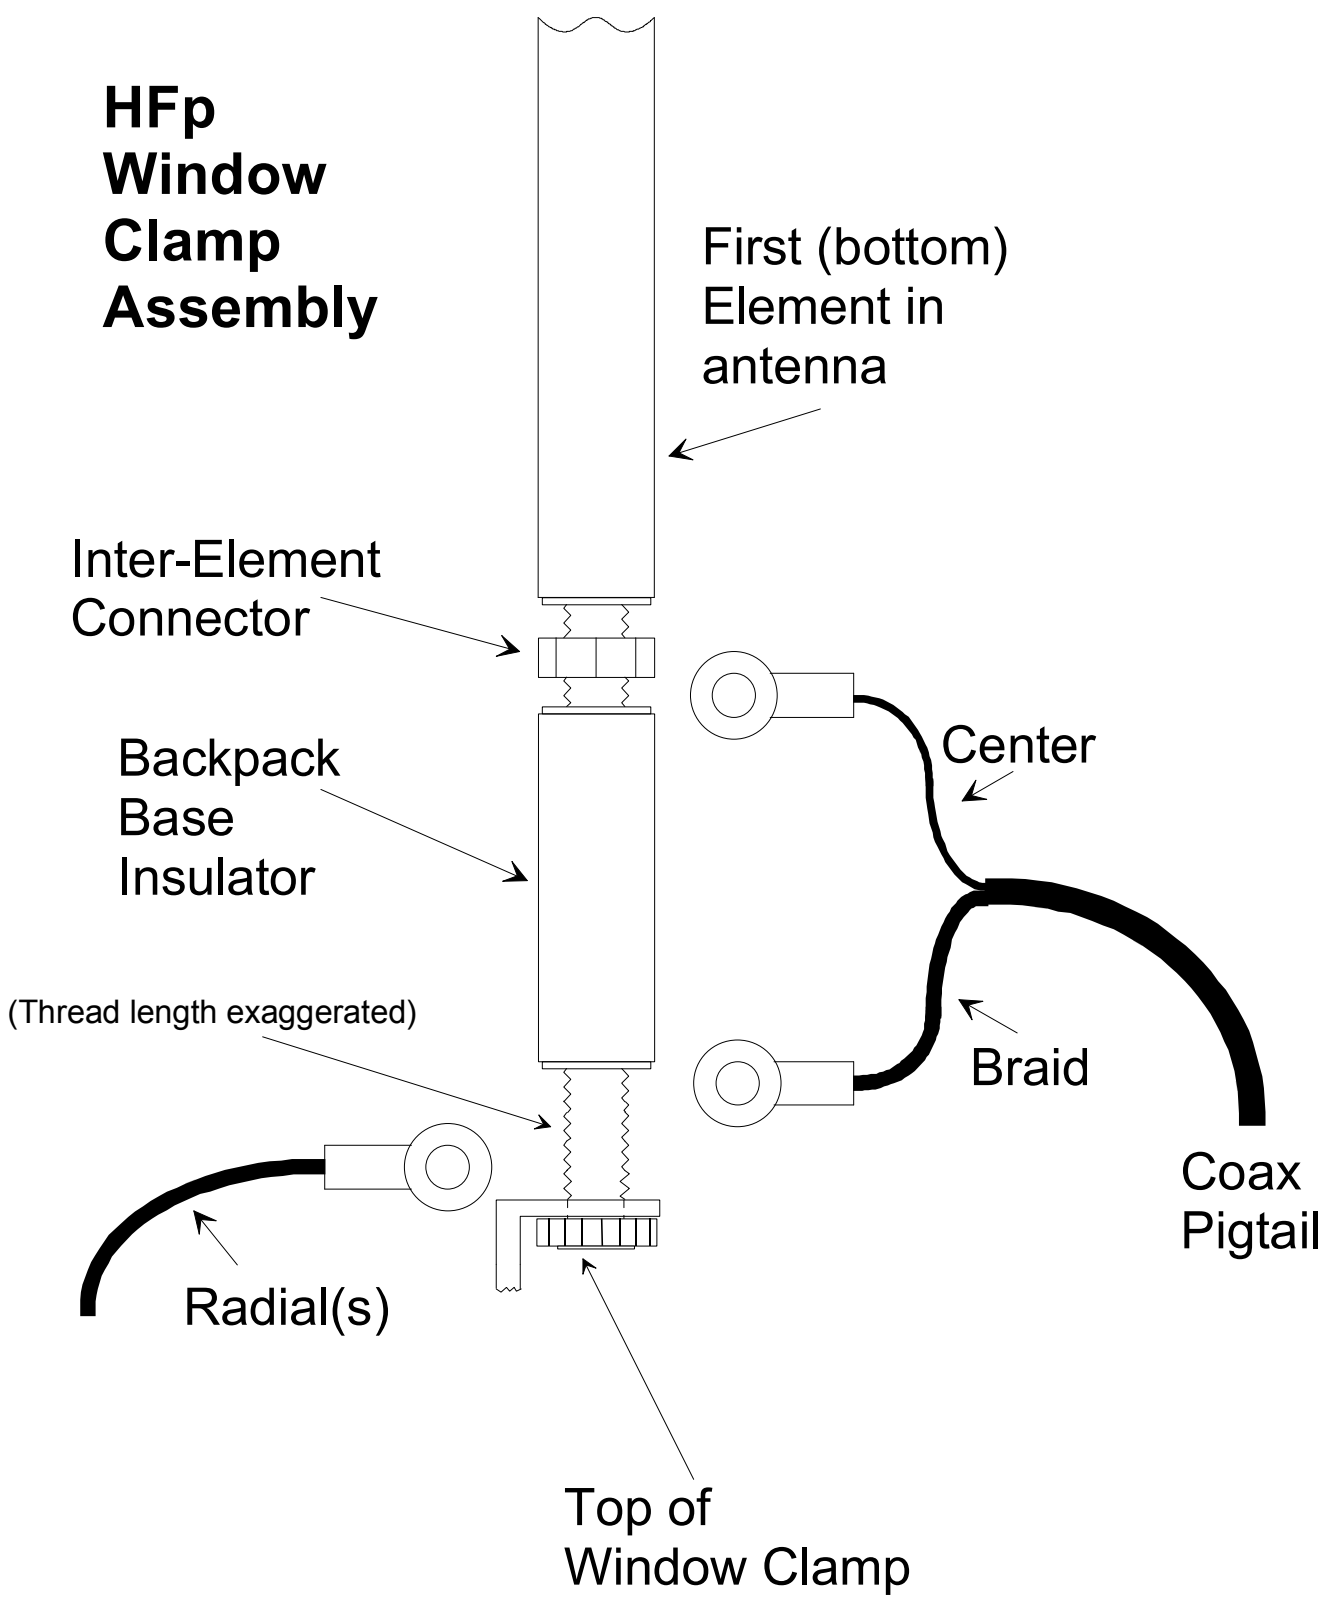 HFp
Window
Clamp
Assembly
First (bottom)
Element in
antenna
Inter-Element
Connector
Center
Backpack
Base
Insulator
(Thread length exaggerated)
Braid
Coax
Pigtail
Radial(s)
Top of
Window Clamp